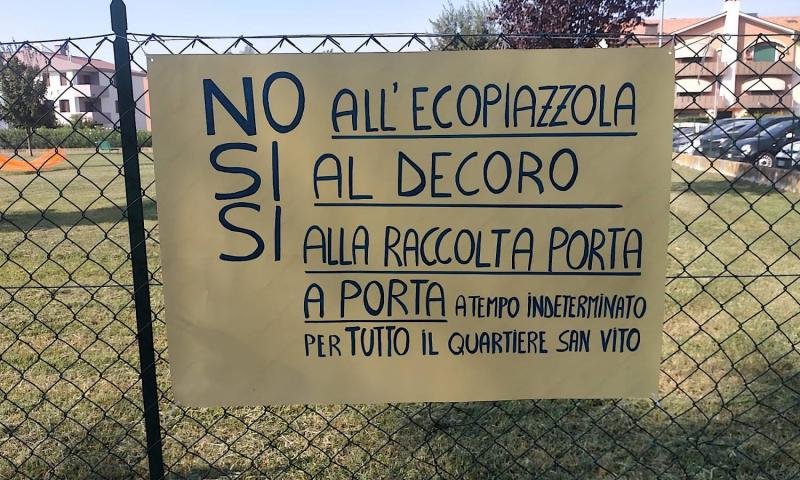 NO ALL'ECOPIAZZOLA
SI AL DECORO
SI ALLA RACCOLTA PORTA
A PORTA A TEMPO INDETERMINATO
PER TUTTO IL QUARTIERE SAN VITO